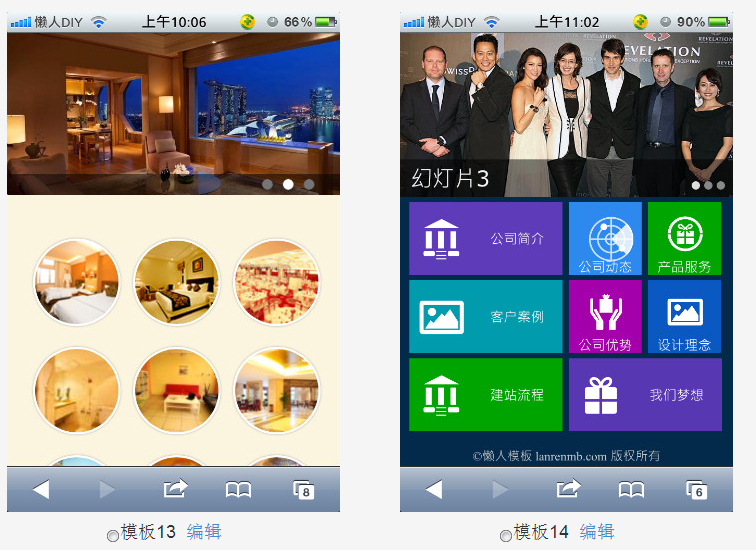 懒人DIY 上午10:06 66%
8
模板13 编辑
懒人DIY 上午11:02 90%
REVELATION
幻灯片3
公司简介
公司动态
产品服务
客户案例
公司优势
设计理念
建站流程
我们梦想
©懒人模板 lanrenmb.com 版权所有
6
模板14 编辑